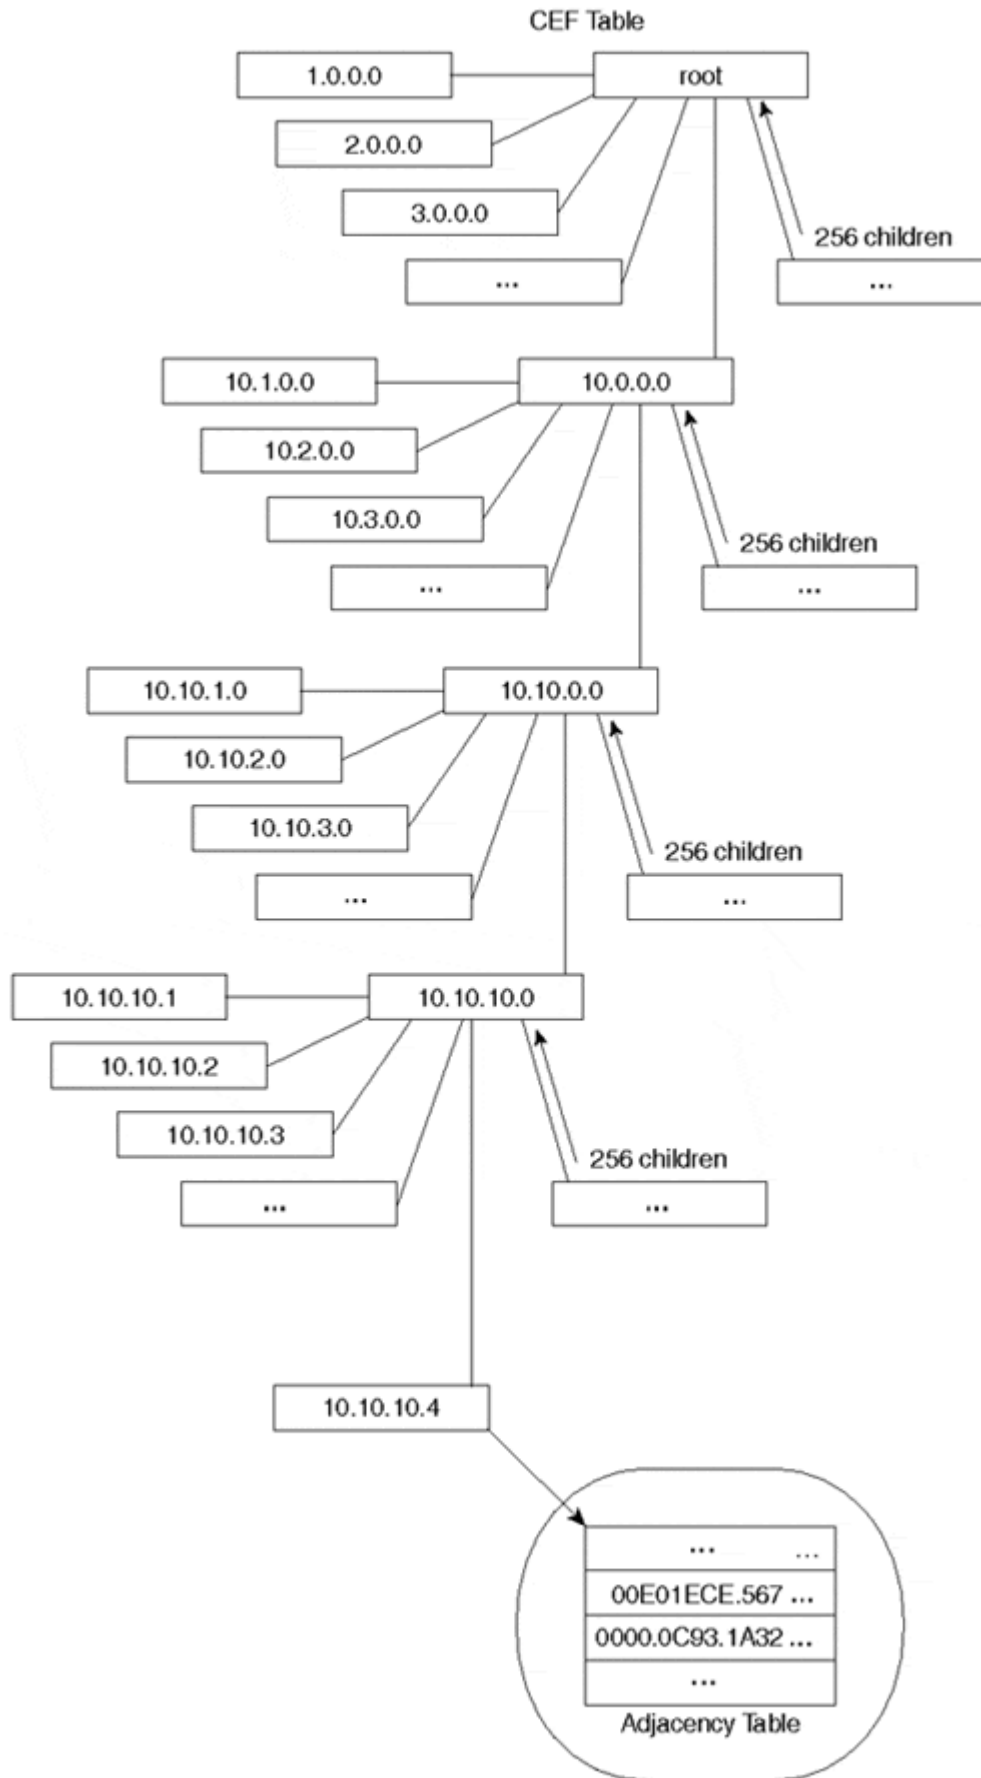 CEF Table
1.0.0.0
root
2.0.0.0
3.0.0.0
256 children
...
...
10.1.0.0
10.0.0.0
10.2.0.0
10.3.0.0
256 children
...
...
10.10.1.0
10.10.0.0
10.10.2.0
10.10.3.0
256 children
...
...
10.10.10.1
10.10.10.0
10.10.10.2
10.10.10.3
256 children
...
...
10.10.10.4
... ...
00E01ECE.567 ...
0000.0C93.1A32 ...
...
Adjacency Table